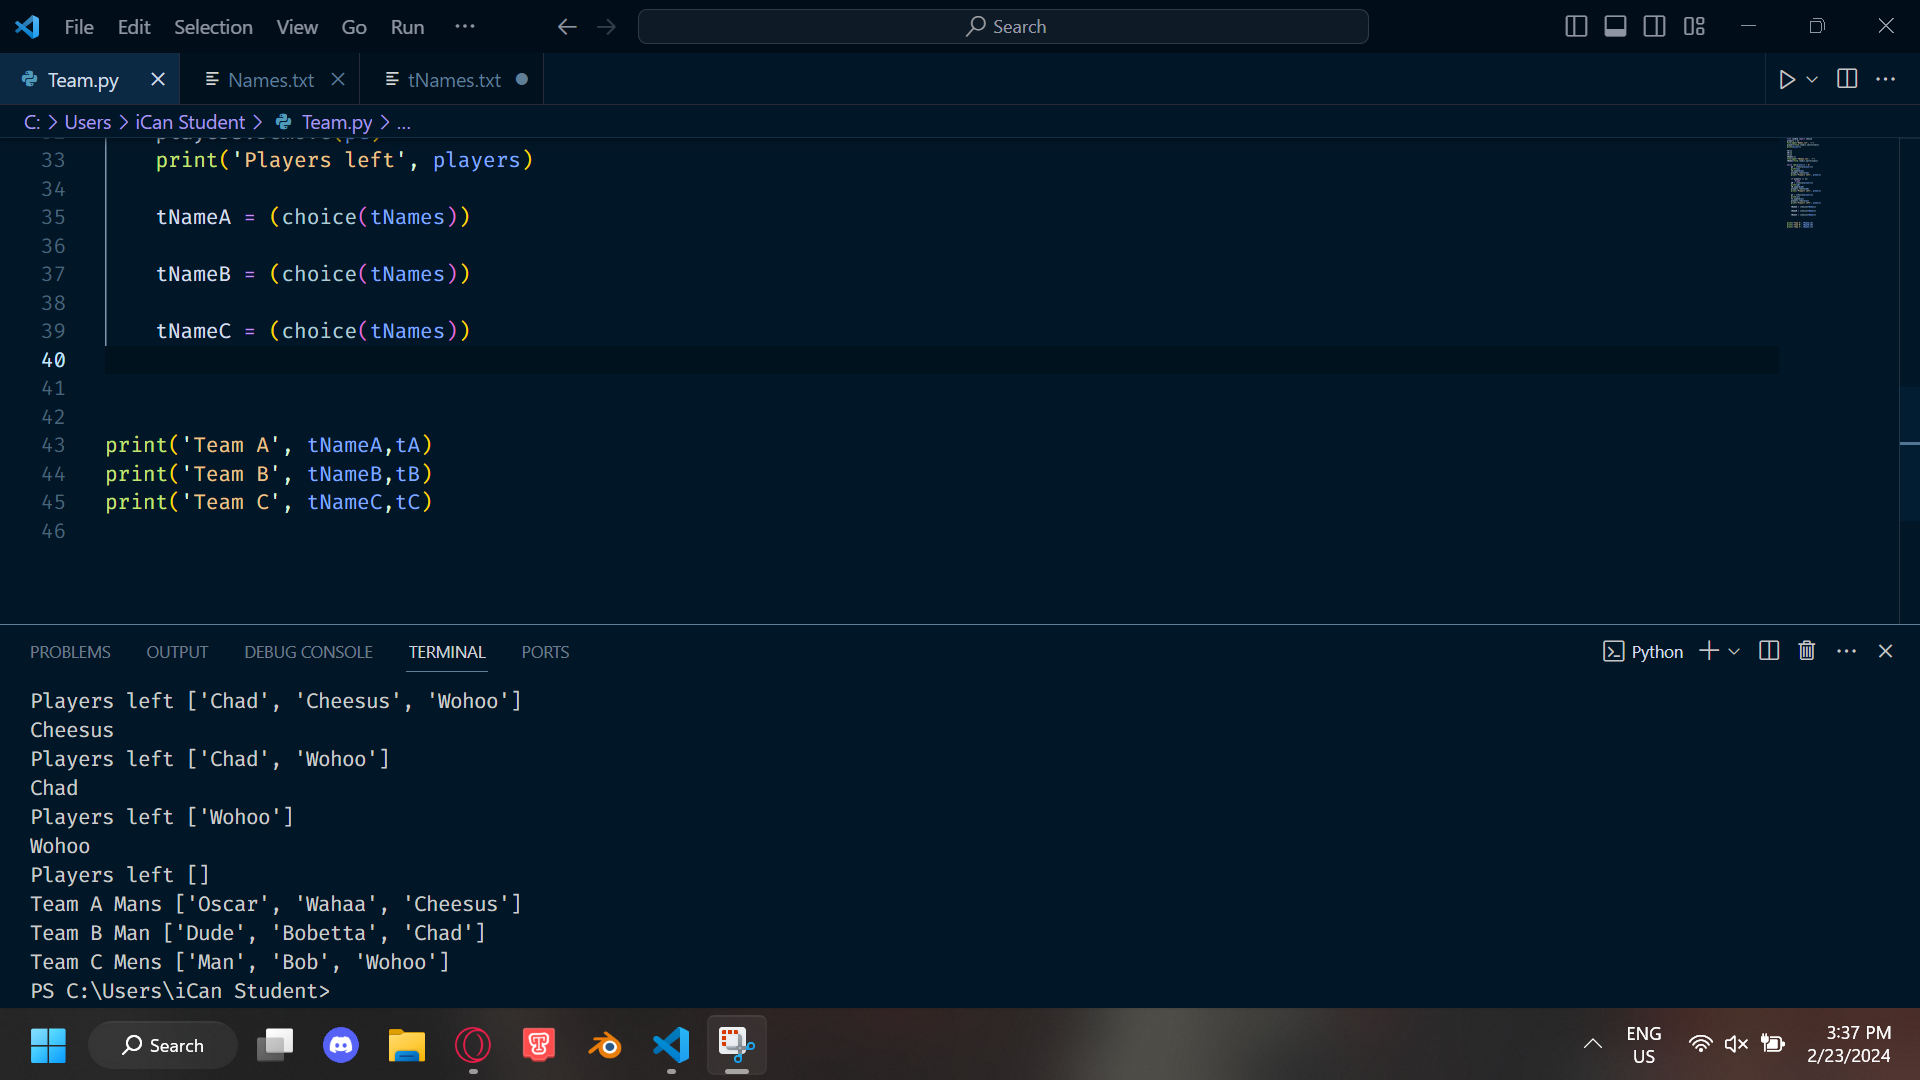 File Edit Selection View Go Run ··· Search
Team.py Names.txt tNames.txt
C: > Users > iCan Student > Team.py > ...
33 print('Players left', players)
34
35 tNameA = (choice(tNames))
36
37 tNameB = (choice(tNames))
38
39 tNameC = (choice(tNames))
40
41
42
43 print('Team A', tNameA,tA)
44 print('Team B', tNameB,tB)
45 print('Team C', tNameC,tC)
46
PROBLEMS OUTPUT DEBUG CONSOLE TERMINAL PORTS Python
Players left ['Chad', 'Cheesus', 'Wohoo']
Cheesus
Players left ['Chad', 'Wohoo']
Chad
Players left ['Wohoo']
Wohoo
Players left []
Team A Mans ['Oscar', 'Wahaa', 'Cheesus']
Team B Man ['Dude', 'Bobetta', 'Chad']
Team C Mens ['Man', 'Bob', 'Wohoo']
PS C:\Users\iCan Student>
Search
ENG
US
3:37 PM
2/23/2024